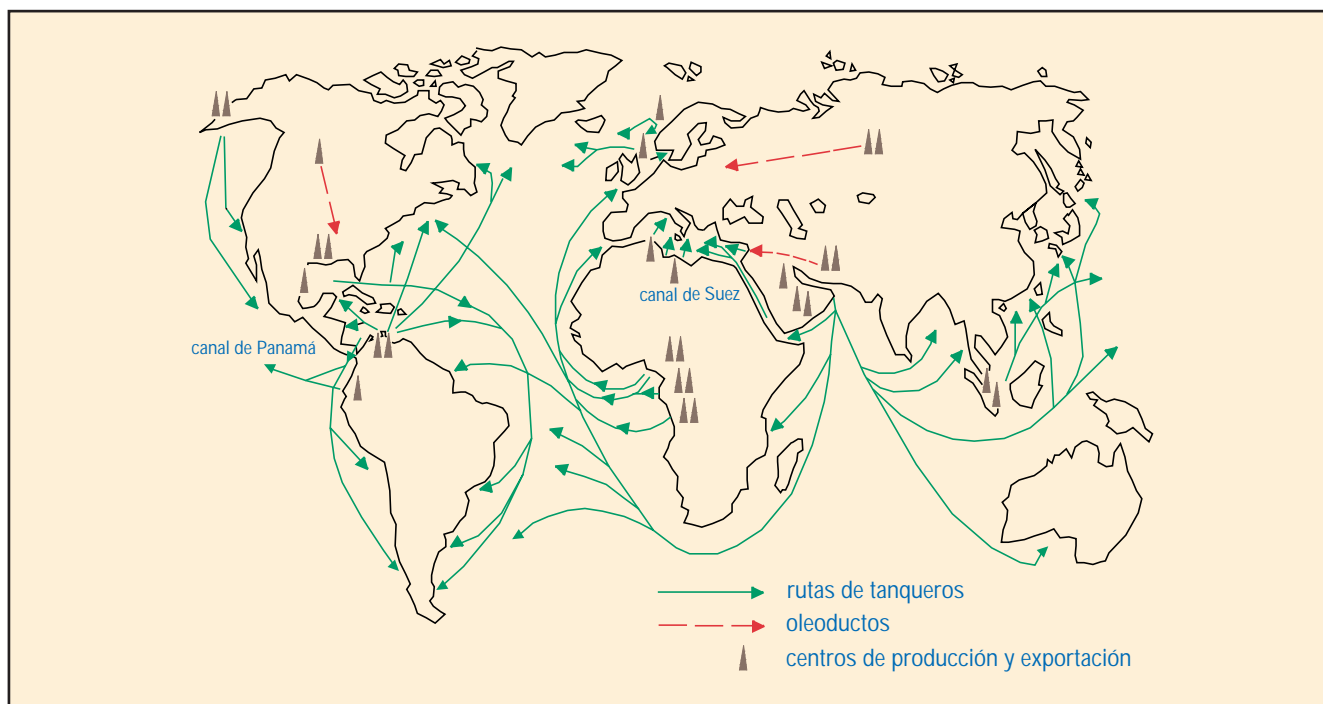 canal de Suez
canal de Panamá
rutas de tanqueros
oleoductos
centros de producción y exportación